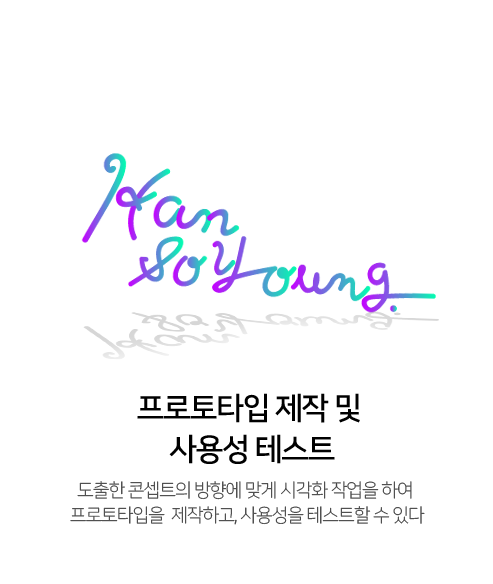 Han
SoYoung.
프로토타입 제작 및
사용성 테스트
도출한 콘셉트의 방향에 맞게 시각화 작업을 하여
프로토타입을 제작하고, 사용성을 테스트할 수 있다